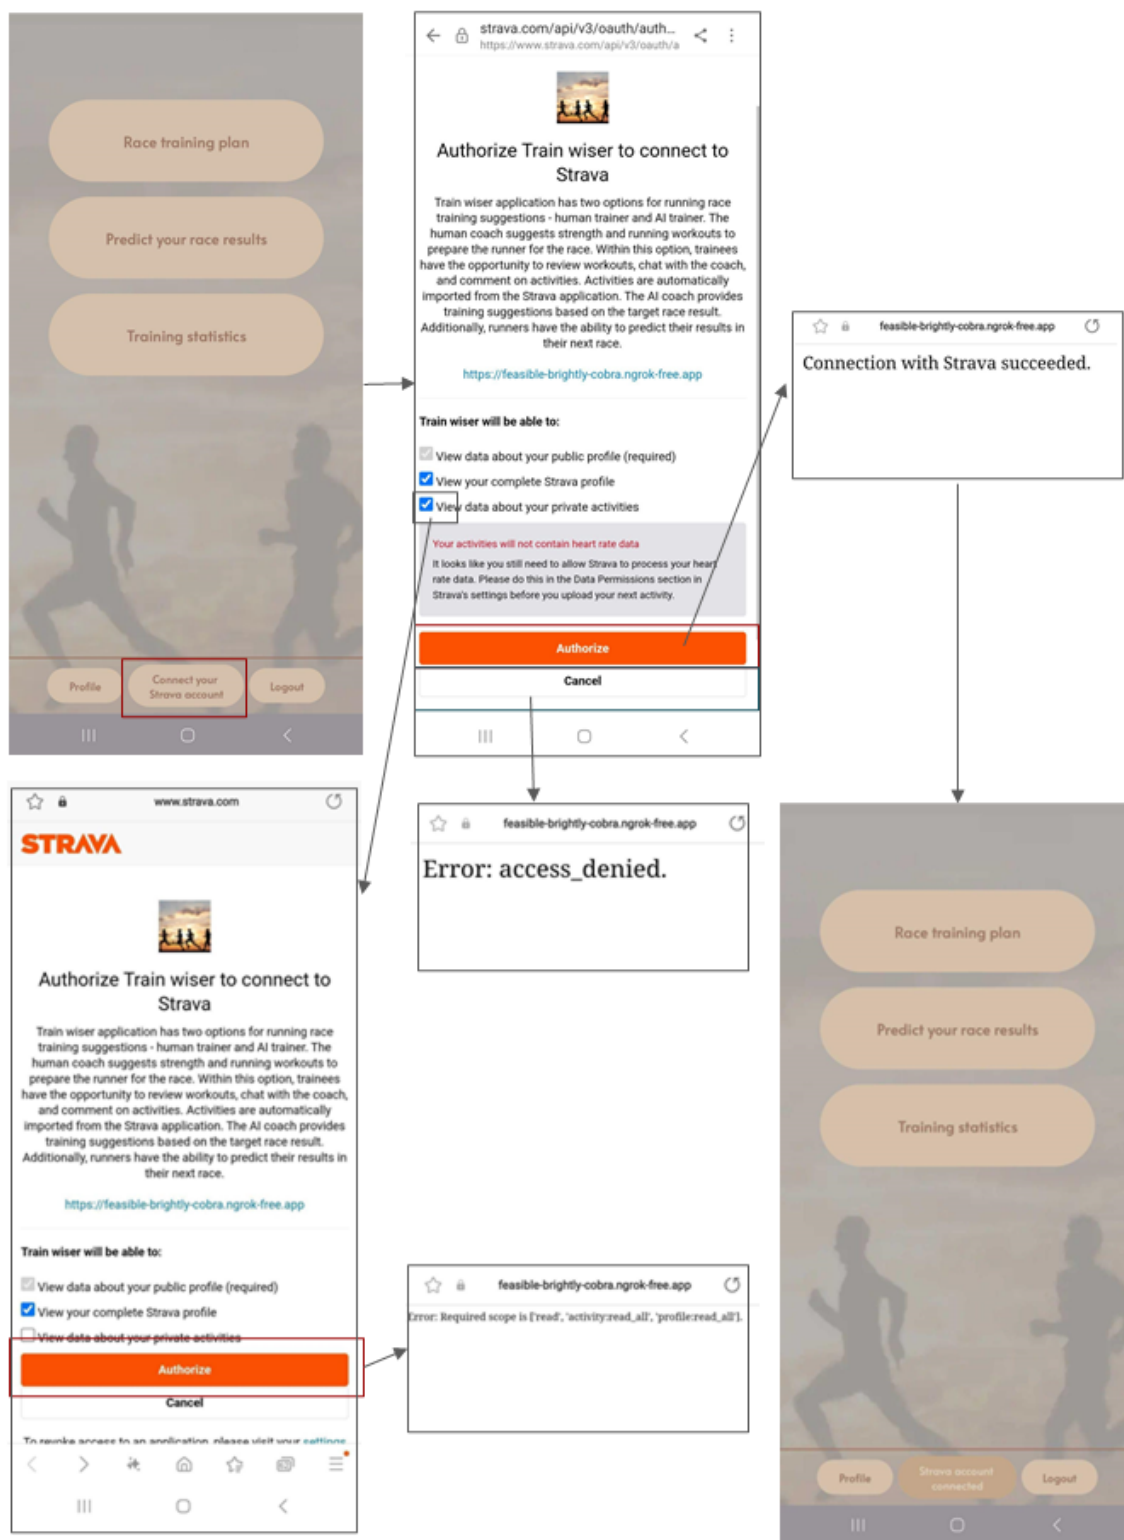 Race training plan
Predict your race results
Training statistics
Profile
Connect your
Strava account
Logout
strava.com/api/v3/oauth/auth...
https://www.strava.com/api/v3/oauth/a
Authorize Train wiser to connect to
Strava
Train wiser application has two options for running race
training suggestions - human trainer and AI trainer. The
human coach suggests strength and running workouts to
prepare the runner for the race. Within this option, trainees
have the opportunity to review workouts, chat with the coach,
and comment on activities. Activities are automatically
imported from the Strava application. The AI coach provides
training suggestions based on the target race result.
Additionally, runners have the ability to predict their results in
their next race.
https://feasible-brightly-cobra.ngrok-free.app
Train wiser will be able to:
View data about your public profile (required)
View your complete Strava profile
View data about your private activities
Your activities will not contain heart rate data
It looks like you still need to allow Strava to process your heart
rate data. Please do this in the Data Permissions section in
Strava's settings before you upload your next activity.
Authorize
Cancel
feasible-brightly-cobra.ngrok-free.app
Connection with Strava succeeded.
www.strava.com
STRAVA
Authorize Train wiser to connect to
Strava
Train wiser application has two options for running race
training suggestions - human trainer and AI trainer. The
human coach suggests strength and running workouts to
prepare the runner for the race. Within this option, trainees
have the opportunity to review workouts, chat with the coach,
and comment on activities. Activities are automatically
imported from the Strava application. The AI coach provides
training suggestions based on the target race result.
Additionally, runners have the ability to predict their results in
their next race.
https://feasible-brightly-cobra.ngrok-free.app
Train wiser will be able to:
View data about your public profile (required)
View your complete Strava profile
View data about your private activities
Authorize
Cancel
To revoke access to an application, please visit your settings
feasible-brightly-cobra.ngrok-free.app
Error: access_denied.
feasible-brightly-cobra.ngrok-free.app
Error: Required scope is ['read', 'activity:read_all', 'profile:read_all'].
Race training plan
Predict your race results
Training statistics
Profile
Strava account
connected
Logout